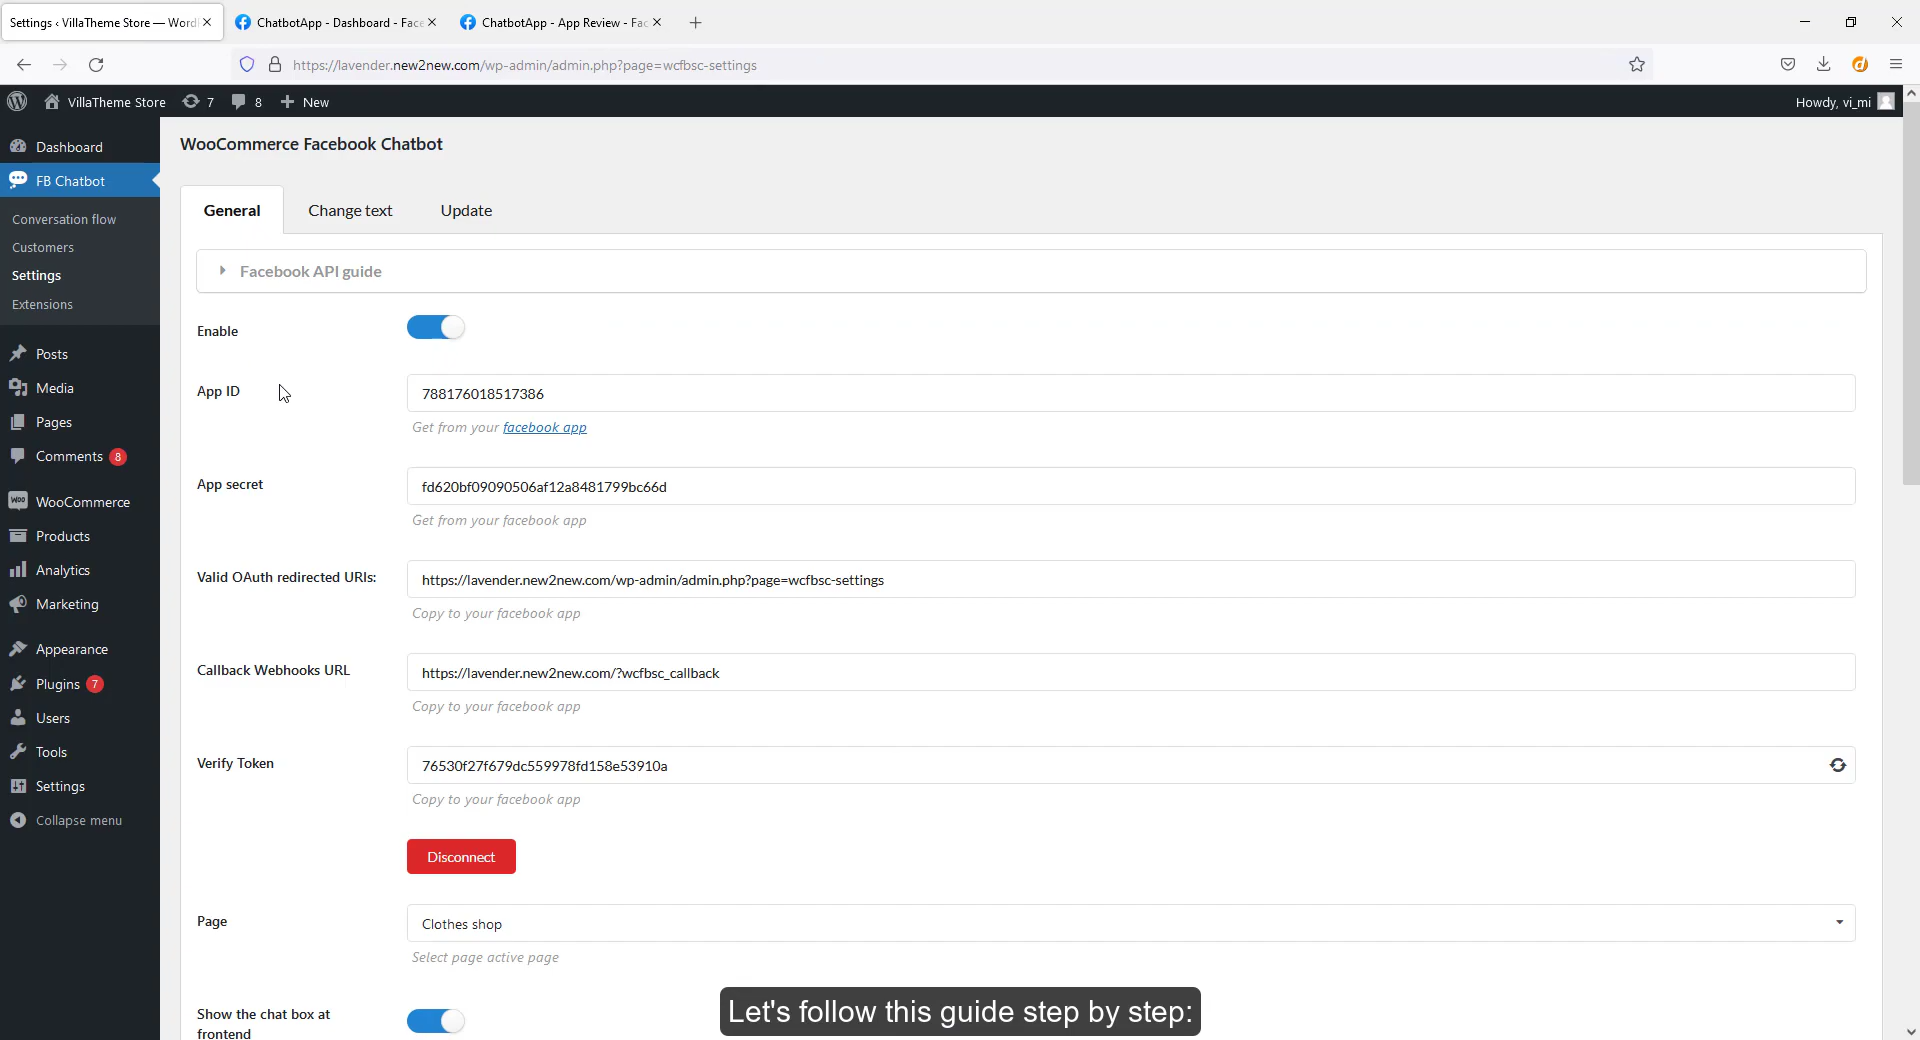 Settings ‹ VillaTheme Store — Word
ChatbotApp - Dashboard - Face
ChatbotApp - App Review - Fac
https://lavender.new2new.com/wp-admin/admin.php?page=wcfbsc-settings
VillaTheme Store
7
8
New
Howdy, vi_mi
Dashboard
FB Chatbot
Conversation flow
Customers
Settings
Extensions
Posts
Media
Pages
Comments 8
WooCommerce
Products
Analytics
Marketing
Appearance
Plugins 7
Users
Tools
Settings
Collapse menu
WooCommerce Facebook Chatbot
General
Change text
Update
Facebook API guide
Enable
App ID
788176018517386
Get from your facebook app
App secret
fd620bf09090506af12a8481799bc66d
Get from your facebook app
Valid OAuth redirected URIs:
https://lavender.new2new.com/wp-admin/admin.php?page=wcfbsc-settings
Copy to your facebook app
Callback Webhooks URL
https://lavender.new2new.com/?wcfbsc_callback
Copy to your facebook app
Verify Token
76530f27f679dc559978fd158e53910a
Copy to your facebook app
Disconnect
Page
Clothes shop
Select page active page
Show the chat box at
frontend
Let's follow this guide step by step: